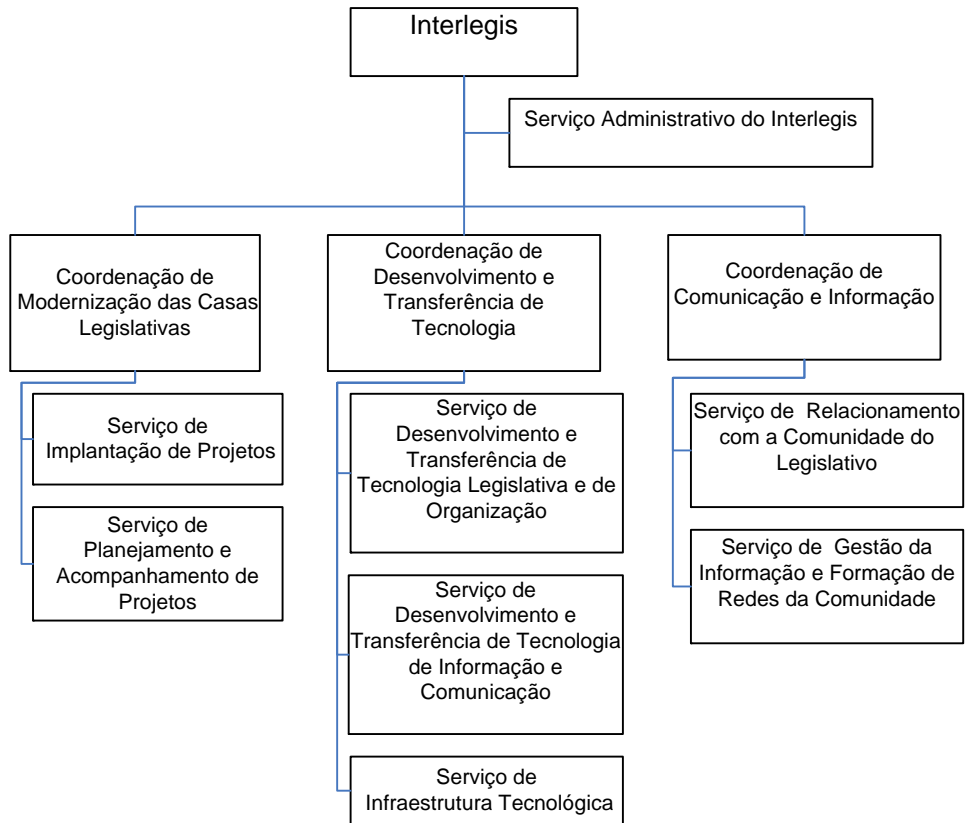 Interlegis
Serviço Administrativo do Interlegis
Coordenação de
Modernização das Casas
Legislativas
Coordenação de
Desenvolvimento e
Transferência de
Tecnologia
Coordenação de
Comunicação e Informação
Serviço de
Implantação de Projetos
Serviço de
Planejamento e
Acompanhamento de
Projetos
Serviço de
Desenvolvimento e
Transferência de
Tecnologia Legislativa e de
Organização
Serviço de
Desenvolvimento e
Transferência de Tecnologia
de Informação e
Comunicação
Serviço de
Infraestrutura Tecnológica
Serviço de Relacionamento
com a Comunidade do
Legislativo
Serviço de Gestão da
Informação e Formação de
Redes da Comunidade